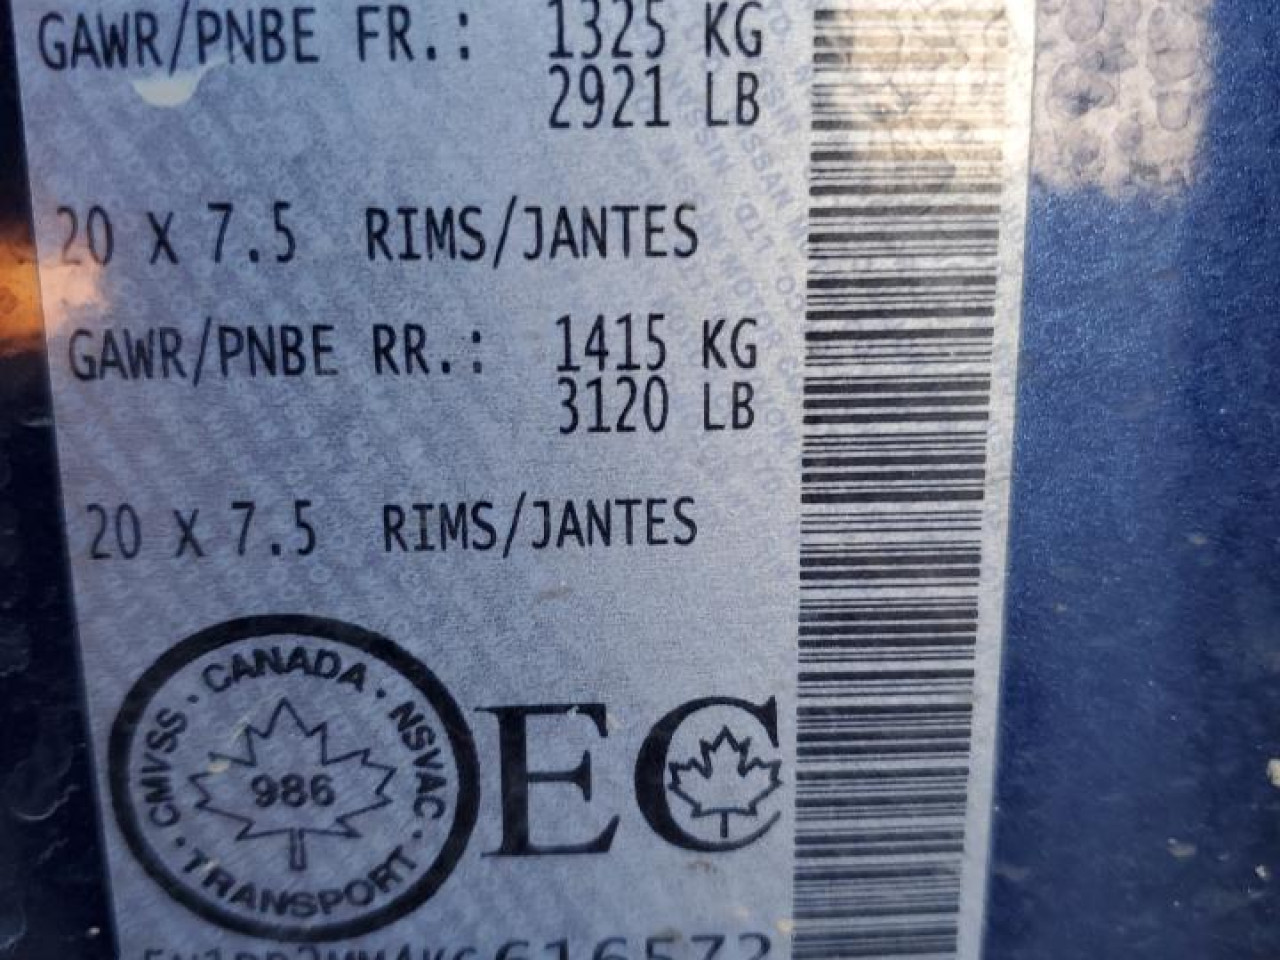 GAWR/PNBE FR.: 1325 KG
2921 LB
20 X 7.5 RIMS/JANTES
GAWR/PNBE RR.: 1415 KG
3120 LB
20 X 7.5 RIMS/JANTES
CMVSS · CANADA · NSVAC · TRANSPORT ·
986
EC